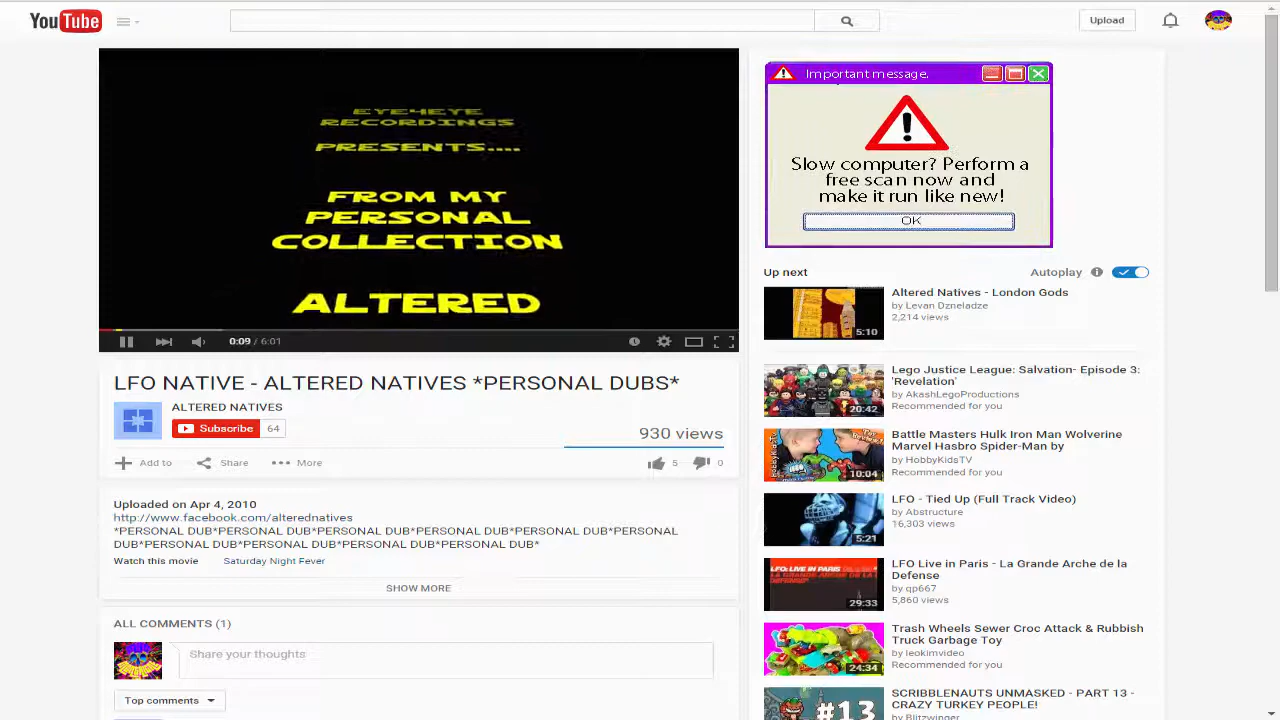 YouTube
Upload
EYE4EYE
RECORDINGS
PRESENTS....
FROM MY
PERSONAL
COLLECTION
ALTERED
0:09 / 6:01
LFO NATIVE - ALTERED NATIVES *PERSONAL DUBS*
ALTERED NATIVES
Subscribe 64
930 views
Add to Share More 5 0
Uploaded on Apr 4, 2010
http://www.facebook.com/alterednatives
*PERSONAL DUB*PERSONAL DUB*PERSONAL DUB*PERSONAL DUB*PERSONAL
DUB*PERSONAL DUB*PERSONAL DUB*PERSONAL DUB*
Watch this movie Saturday Night Fever
SHOW MORE
ALL COMMENTS (1)
Share your thoughts
Top comments
Important message.
Slow computer? Perform a
free scan now and
make it run like new!
OK
Up next Autoplay
Altered Natives - London Gods
by Levan Dzneladze
2,214 views
5:10
Lego Justice League: Salvation- Episode 3:
'Revelation'
by AkashLegoProductions
Recommended for you
20:42
Battle Masters Hulk Iron Man Wolverine
Marvel Hasbro Spider-Man by
by HobbyKidsTV
Recommended for you
10:04
LFO - Tied Up (Full Track Video)
by Abstructure
16,303 views
5:21
LFO Live in Paris - La Grande Arche de la
Defense
by qp667
5,860 views
29:33
Trash Wheels Sewer Croc Attack & Rubbish
Truck Garbage Toy
by leokimvideo
Recommended for you
24:34
SCRIBBLENAUTS UNMASKED - PART 13 -
CRAZY TURKEY PEOPLE!
by Blitzwinger
#13